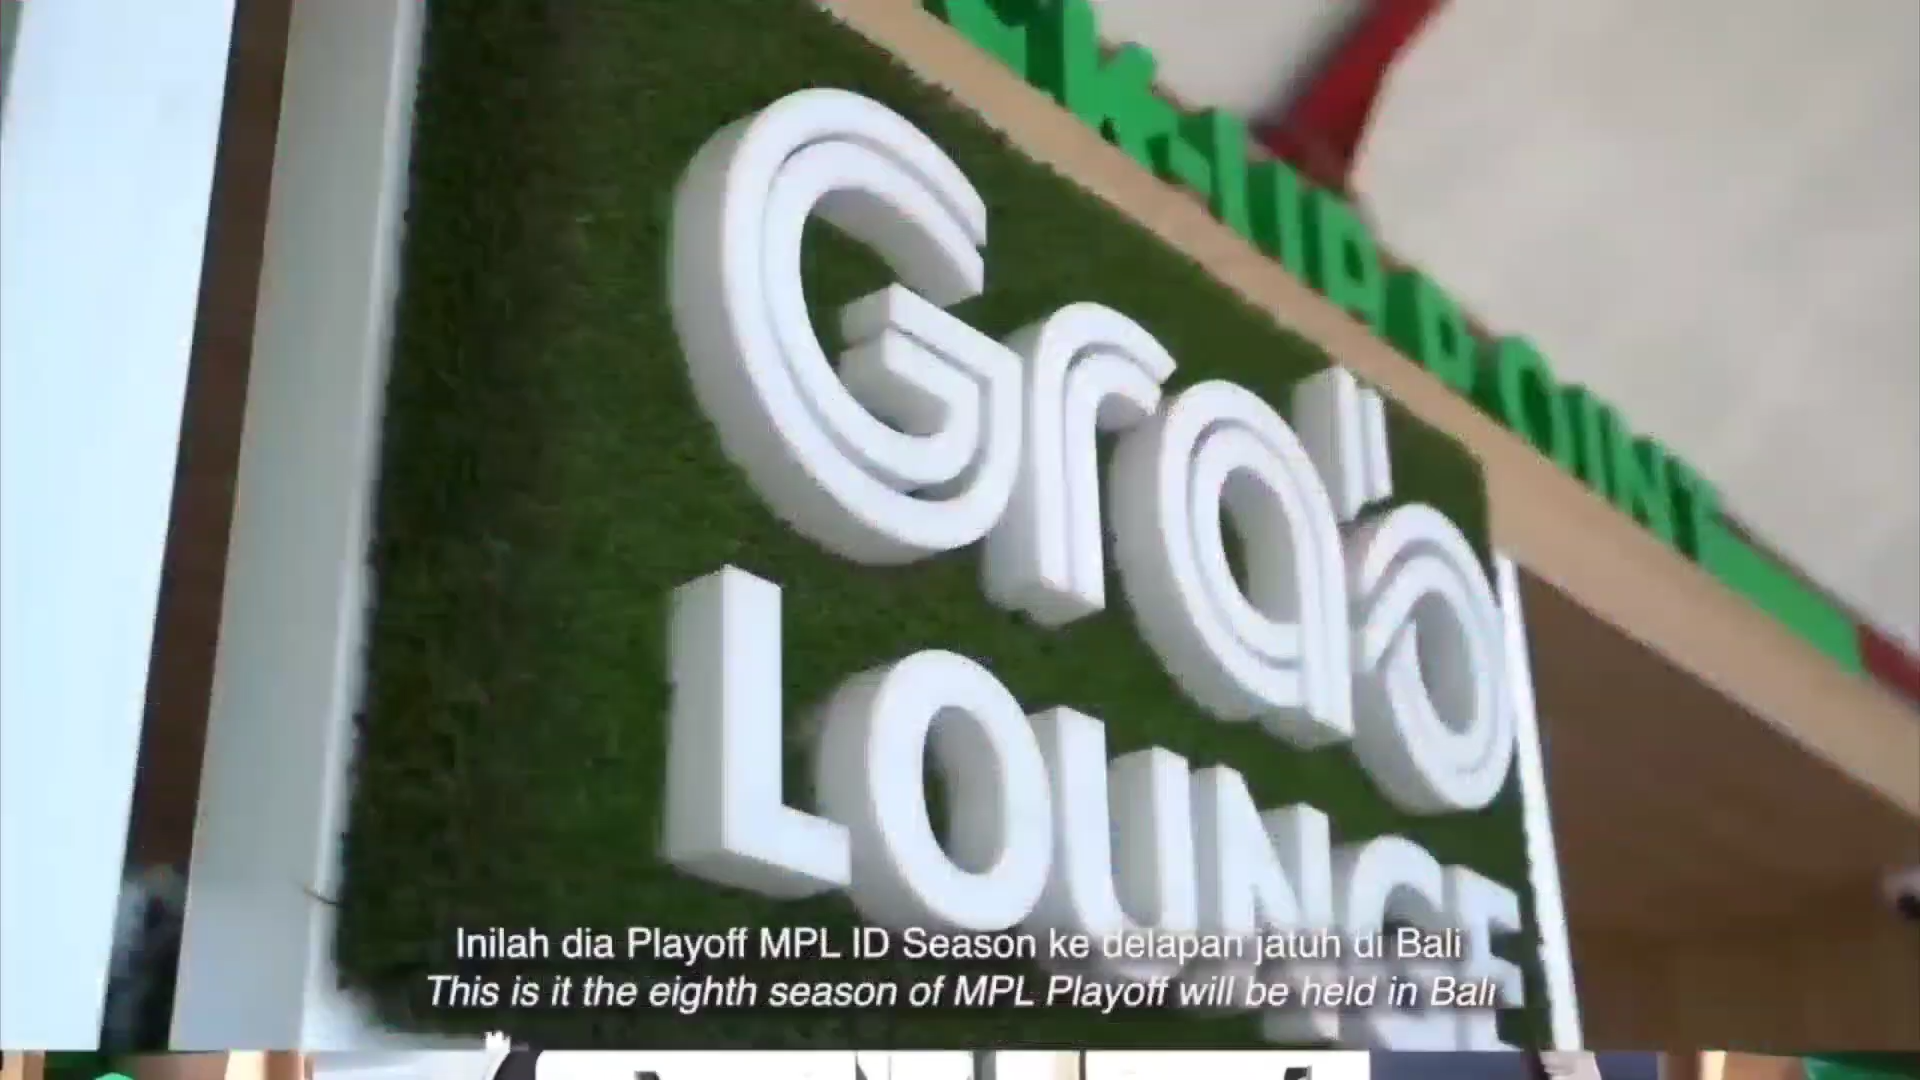 Grab
LOUNGE
POINT
Inilah dia Playoff MPL ID Season ke delapan jatuh di Bali
This is it the eighth season of MPL Playoff will be held in Bali